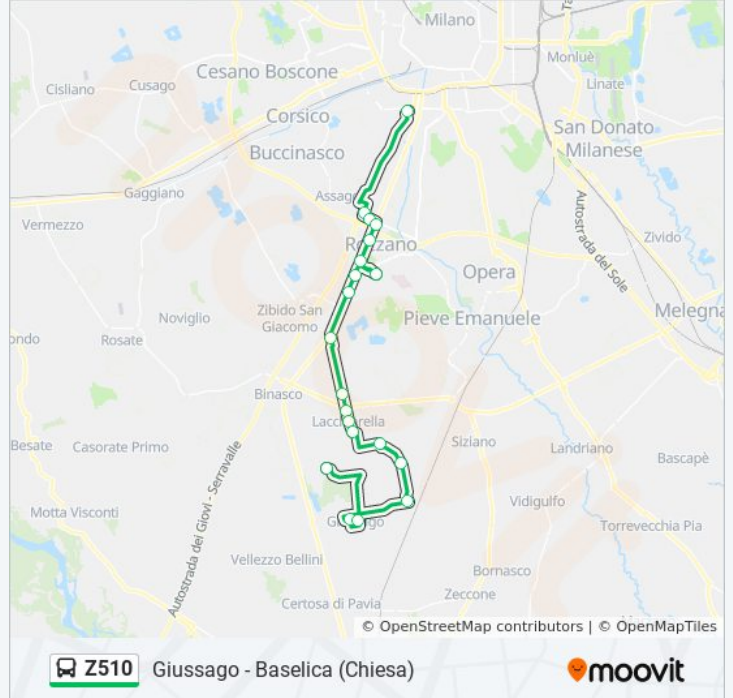 Milano
Monluè
Cesano Boscone
Cisliano
Cusago
Linate
Corsico
San Donato
Milanese
Buccinasco
Gaggiano
Assago
Vermezzo
Autostrada del Sole
Zivido
Rozzano
Opera
Zibido San
Giacomo
Noviglio
Pieve Emanuele
Melegna
ondo
Rosate
Binasco
Lacchiarella
Besate
Casorate Primo
Siziano
Landriano
Bascapè
Autostrada dei Giovi - Serravalle
Motta Visconti
Vidigulfo
Torrevecchia Pia
Giussago
Vellezzo Bellini
Bornasco
Certosa di Pavia
Zeccone
© OpenStreetMap contributors | © OpenMapTiles
Z510 Giussago - Baselica (Chiesa)
moovit